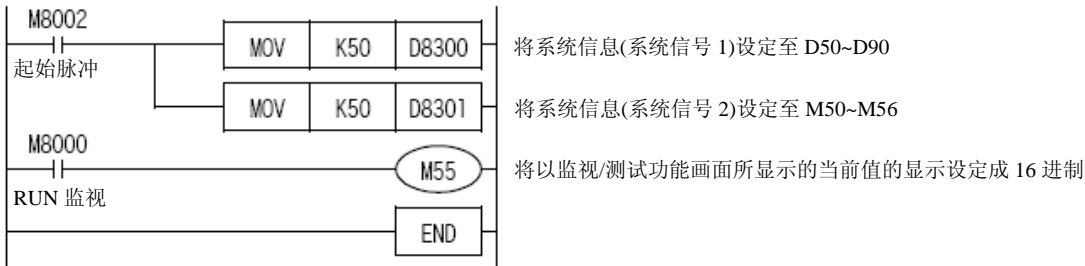 M8002
MOV K50 D8300 将系统信息(系统信号 1)设定至 D50~D90
起始脉冲
MOV K50 D8301 将系统信息(系统信号 2)设定至 M50~M56
M8000
M55 将以监视/测试功能画面所显示的当前值的显示设定成 16 进制
RUN 监视
END